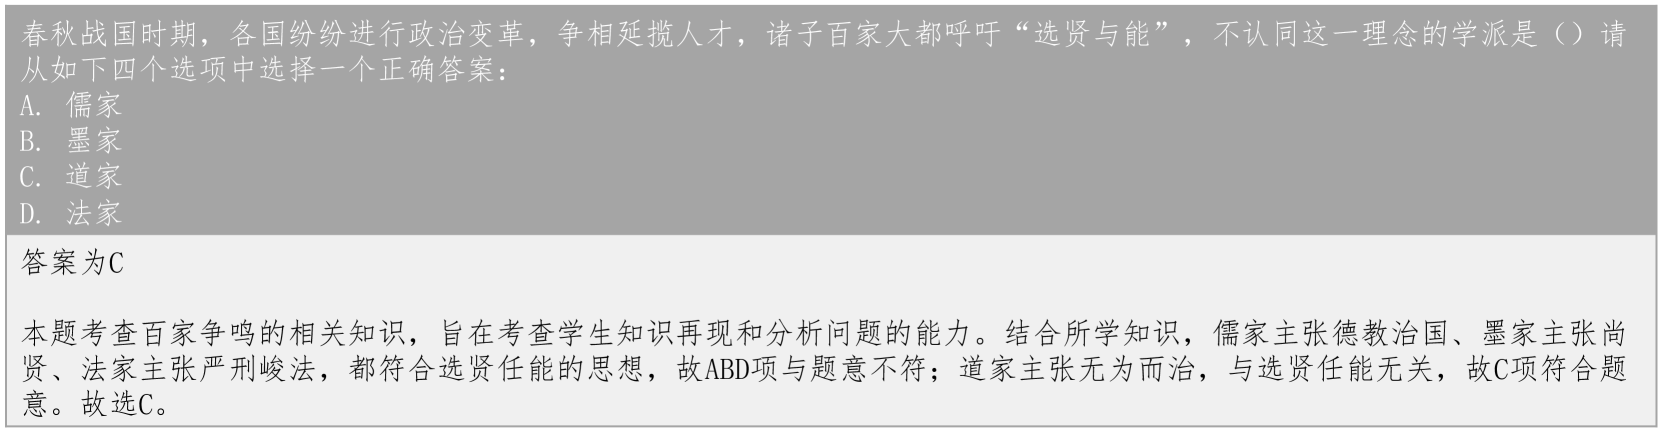 春秋战国时期，各国纷纷进行政治变革，争相延揽人才，诸子百家大都呼吁“选贤与能”，不认同这一理念的学派是（）请
从如下四个选项中选择一个正确答案：
A. 儒家
B. 墨家
C. 道家
D. 法家
答案为C
本题考查百家争鸣的相关知识，旨在考查学生知识再现和分析问题的能力。结合所学知识，儒家主张德教治国、墨家主张尚
贤、法家主张严刑峻法，都符合选贤任能的思想，故ABD项与题意不符；道家主张无为而治，与选贤任能无关，故C项符合题
意。故选C。